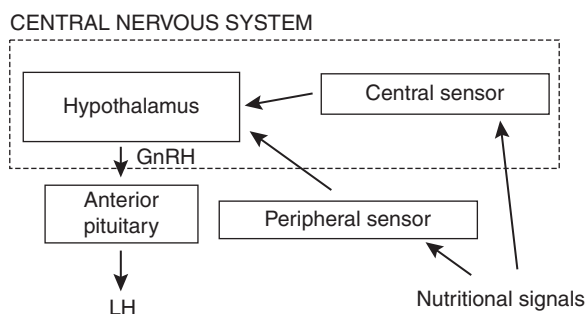 CENTRAL NERVOUS SYSTEM
Hypothalamus
Central sensor
GnRH
Anterior
pituitary
Peripheral sensor
LH
Nutritional signals